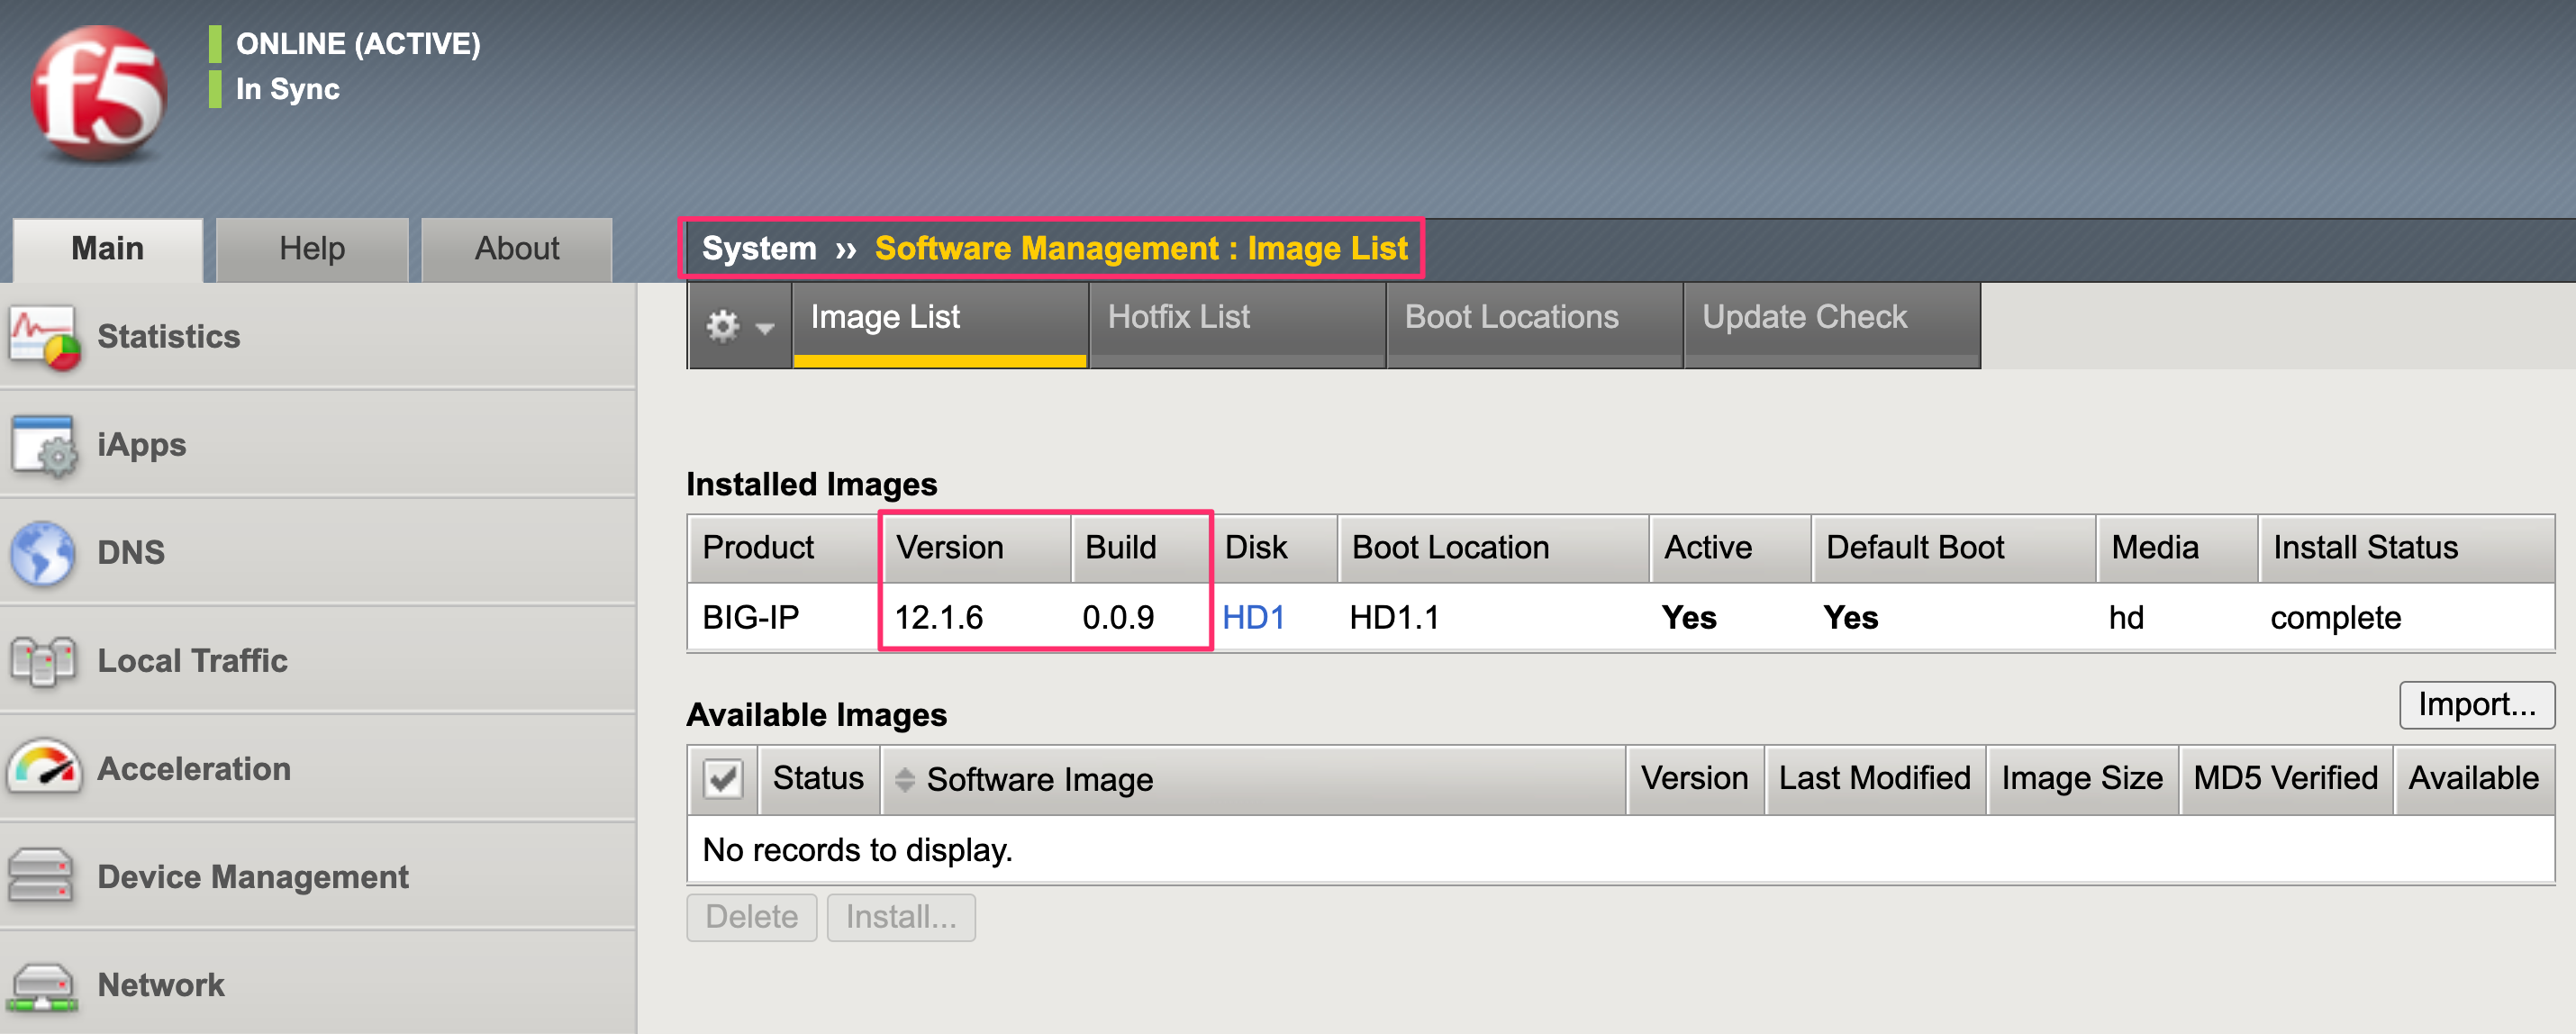 f5
ONLINE (ACTIVE)
In Sync
Main Help About
System ›› Software Management : Image List
Image List Hotfix List Boot Locations Update Check
Statistics
iApps
DNS
Local Traffic
Acceleration
Device Management
Network
Installed Images
Product Version Build Disk Boot Location Active Default Boot Media Install Status
BIG-IP 12.1.6 0.0.9 HD1 HD1.1 Yes Yes hd complete
Available Images
Import...
Status Software Image Version Last Modified Image Size MD5 Verified Available
No records to display.
Delete Install...